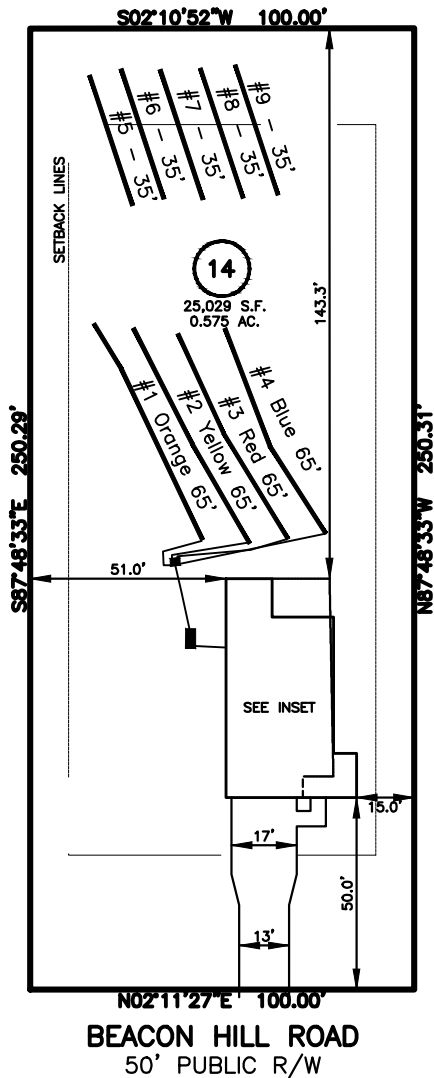 S02°10'52"W 100.00'
#5 - 35'
#6 - 35'
#7 - 35'
#8 - 35'
#9 - 35'
SETBACK LINES
14
25,029 S.F.
0.575 AC.
143.3'
#1 Orange 65'
#2 Yellow 65'
#3 Red 65'
#4 Blue 65'
S87°48'33"E 250.29'
N87°48'33"W 250.31'
51.0'
SEE INSET
15.0'
17'
50.0'
13'
N02°11'27"E 100.00'
BEACON HILL ROAD
50' PUBLIC R/W